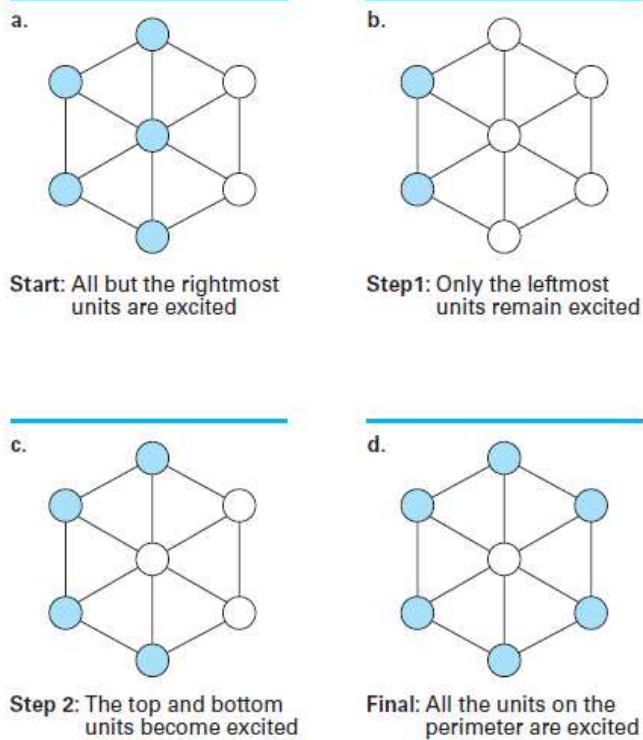 a.
Start: All but the rightmost
units are excited
b.
Step1: Only the leftmost
units remain excited
c.
Step 2: The top and bottom
units become excited
d.
Final: All the units on the
perimeter are excited